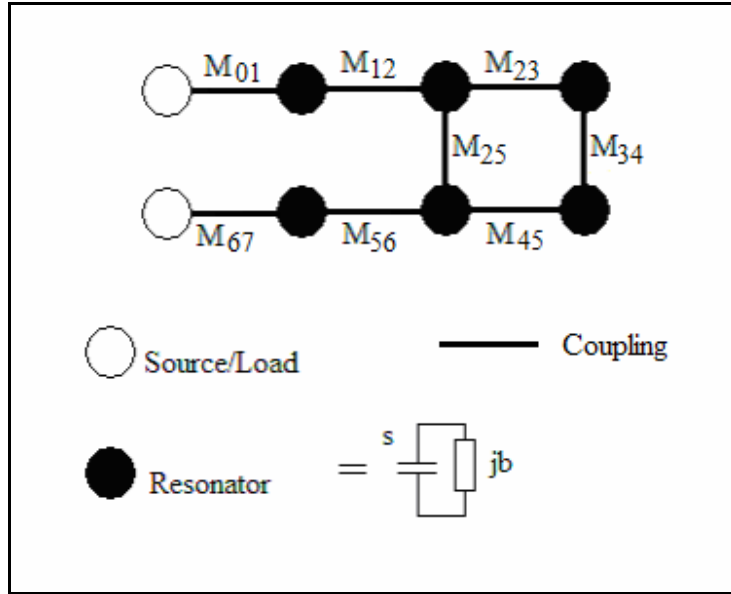 M01 M12 M23
M25 M34
M67 M56 M45
Source/Load
Coupling
Resonator
=
s
jb